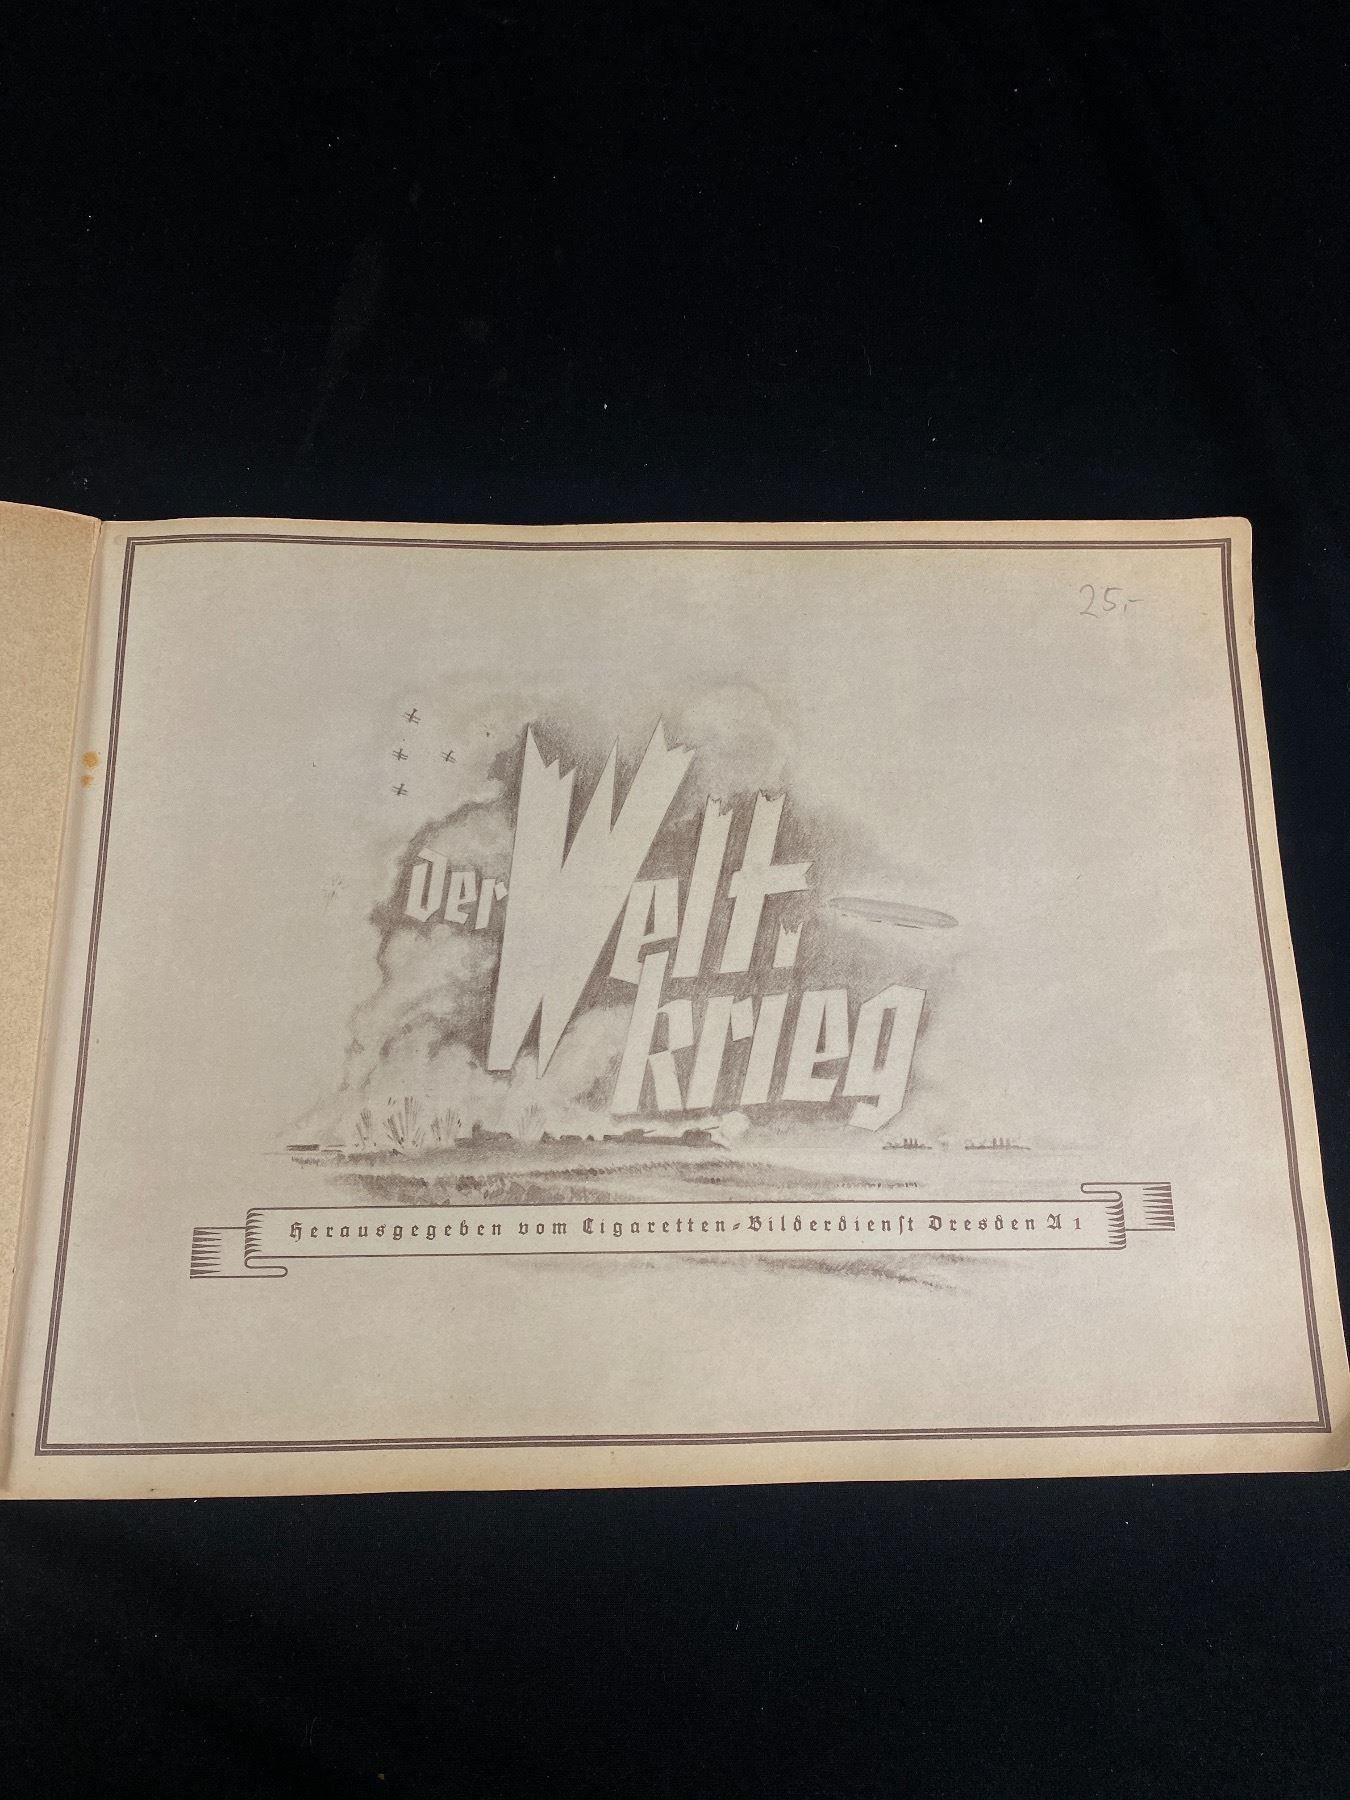 25,-
der Welt-
krieg
Herausgegeben vom Cigaretten-Bilderdienst Dresden A 1